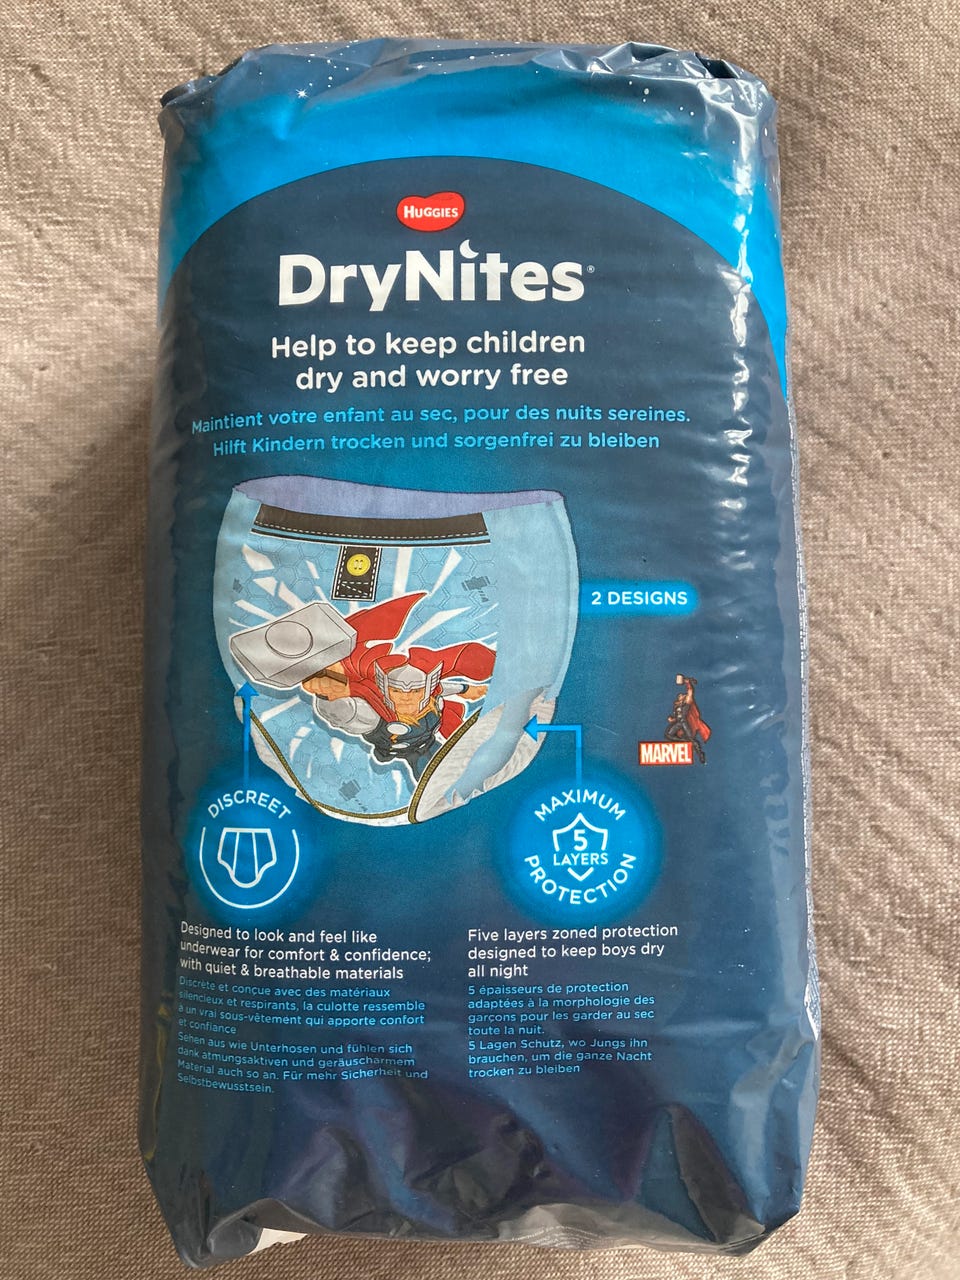 HUGGIES
DryNites®
Help to keep children
dry and worry free
Maintient votre enfant au sec, pour des nuits sereines.
Hilft Kindern trocken und sorgenfrei zu bleiben
2 DESIGNS
MARVEL
DISCREET
MAXIMUM
5
LAYERS
PROTECTION
Designed to look and feel like
underwear for comfort & confidence;
with quiet & breathable materials
Discrète et conçue avec des matériaux
silencieux et respirants, la culotte ressemble
à un vrai sous-vêtement qui apporte confort
et confiance
Sehen aus wie Unterhosen und fühlen sich
dank atmungsaktiven und geräuscharmem
Material auch so an. Für mehr Sicherheit und
Selbstbewusstsein.
Five layers zoned protection
designed to keep boys dry
all night
5 épaisseurs de protection
adaptées à la morphologie des
garçons pour les garder au sec
toute la nuit.
5 Lagen Schutz, wo Jungs ihn
brauchen, um die ganze Nacht
trocken zu bleiben